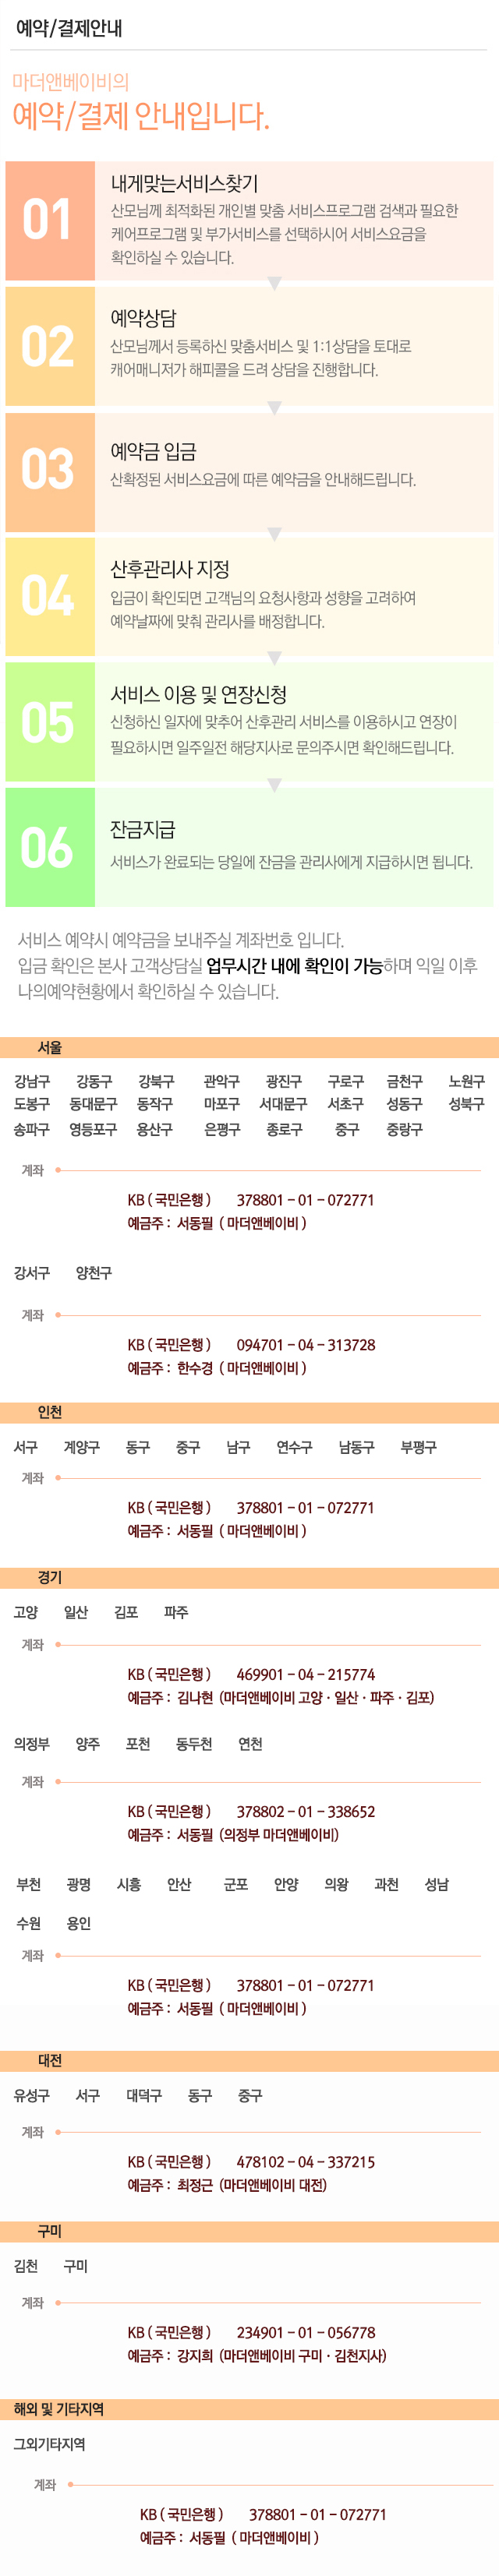 예약/결제안내
마더앤베이비의
예약/결제 안내입니다.
01
내게맞는서비스찾기
산모님께 최적화된 개인별 맞춤 서비스프로그램 검색과 필요한
케어프로그램 및 부가서비스를 선택하시어 서비스요금을
확인하실 수 있습니다.
02
예약상담
산모님께서 등록하신 맞춤서비스 및 1:1상담을 토대로
캐어매니저가 해피콜을 드려 상담을 진행합니다.
03
예약금 입금
산확정된 서비스요금에 따른 예약금을 안내해드립니다.
04
산후관리사 지정
입금이 확인되면 고객님의 요청사항과 성향을 고려하여
예약날짜에 맞춰 관리사를 배정합니다.
05
서비스 이용 및 연장신청
신청하신 일자에 맞추어 산후관리 서비스를 이용하시고 연장이
필요하시면 일주일전 해당지사로 문의주시면 확인해드립니다.
06
잔금지급
서비스가 완료되는 당일에 잔금을 관리사에게 지급하시면 됩니다.
서비스 예약시 예약금을 보내주실 계좌번호 입니다.
입금 확인은 본사 고객상담실 업무시간 내에 확인이 가능하며 익일 이후
나의예약현황에서 확인하실 수 있습니다.
서울
강남구 강동구 강북구 관악구 광진구 구로구 금천구 노원구
도봉구 동대문구 동작구 마포구 서대문구 서초구 성동구 성북구
송파구 영등포구 용산구 은평구 종로구 중구 중랑구
계좌
KB ( 국민은행 ) 378801 - 01 - 072771
예금주 : 서동필 ( 마더앤베이비 )
강서구 양천구
계좌
KB ( 국민은행 ) 094701 - 04 - 313728
예금주 : 한수경 ( 마더앤베이비 )
인천
서구 계양구 동구 중구 남구 연수구 남동구 부평구
계좌
KB ( 국민은행 ) 378801 - 01 - 072771
예금주 : 서동필 ( 마더앤베이비 )
경기
고양 일산 김포 파주
계좌
KB ( 국민은행 ) 469901 - 04 - 215774
예금주 : 김나현 (마더앤베이비 고양 · 일산 · 파주 · 김포)
의정부 양주 포천 동두천 연천
계좌
KB ( 국민은행 ) 378802 - 01 - 338652
예금주 : 서동필 (의정부 마더앤베이비)
부천 광명 시흥 안산 군포 안양 의왕 과천 성남
수원 용인
계좌
KB ( 국민은행 ) 378801 - 01 - 072771
예금주 : 서동필 ( 마더앤베이비 )
대전
유성구 서구 대덕구 동구 중구
계좌
KB ( 국민은행 ) 478102 - 04 - 337215
예금주 : 최정근 (마더앤베이비 대전)
구미
김천 구미
계좌
KB ( 국민은행 ) 234901 - 01 - 056778
예금주 : 강지희 (마더앤베이비 구미 · 김천지사)
해외 및 기타지역
그외기타지역
계좌
KB ( 국민은행 ) 378801 - 01 - 072771
예금주 : 서동필 ( 마더앤베이비 )